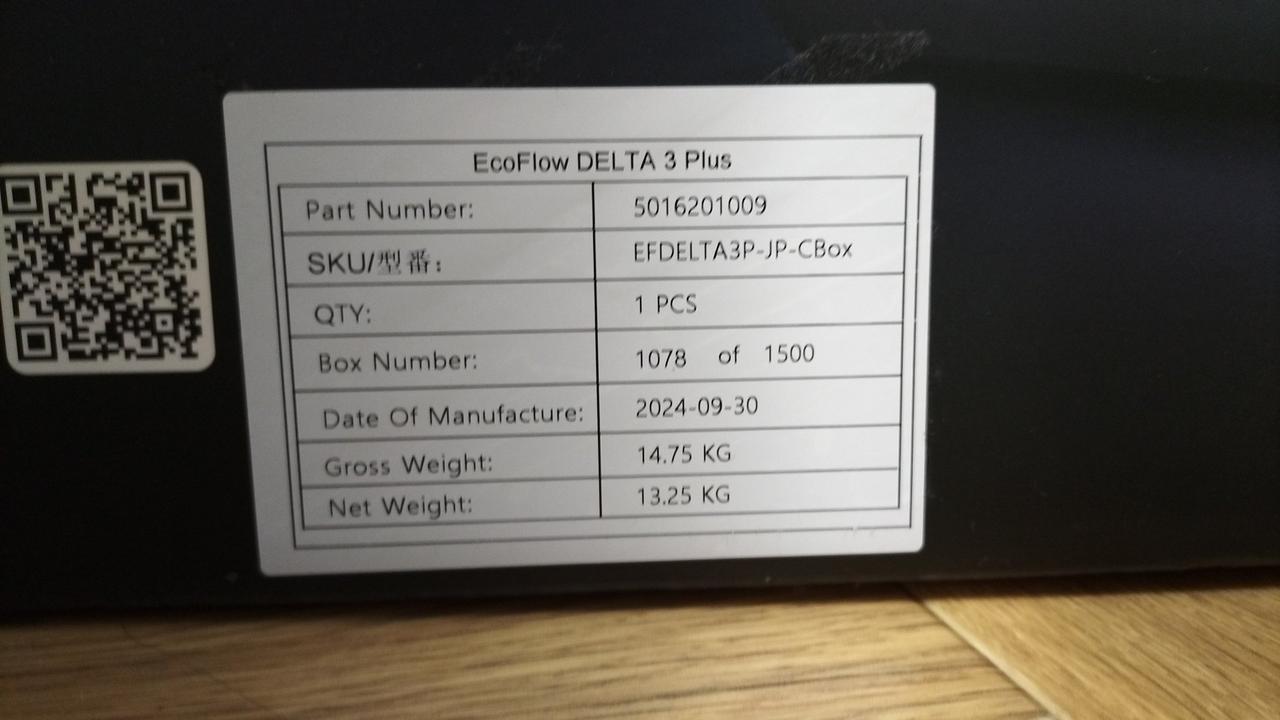 EcoFlow DELTA 3 Plus
Part Number: 5016201009
SKU/型番: EFDELTA3P-JP-CBox
QTY: 1 PCS
Box Number: 1078 of 1500
Date Of Manufacture: 2024-09-30
Gross Weight: 14.75 KG
Net Weight: 13.25 KG